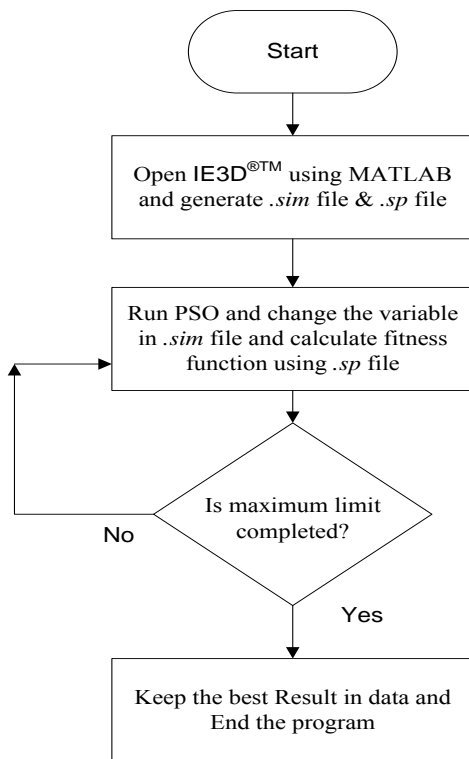 Start
Open IE3D®™ using MATLAB
and generate .sim file & .sp file
Run PSO and change the variable
in .sim file and calculate fitness
function using .sp file
Is maximum limit
completed?
No
Yes
Keep the best Result in data and
End the program